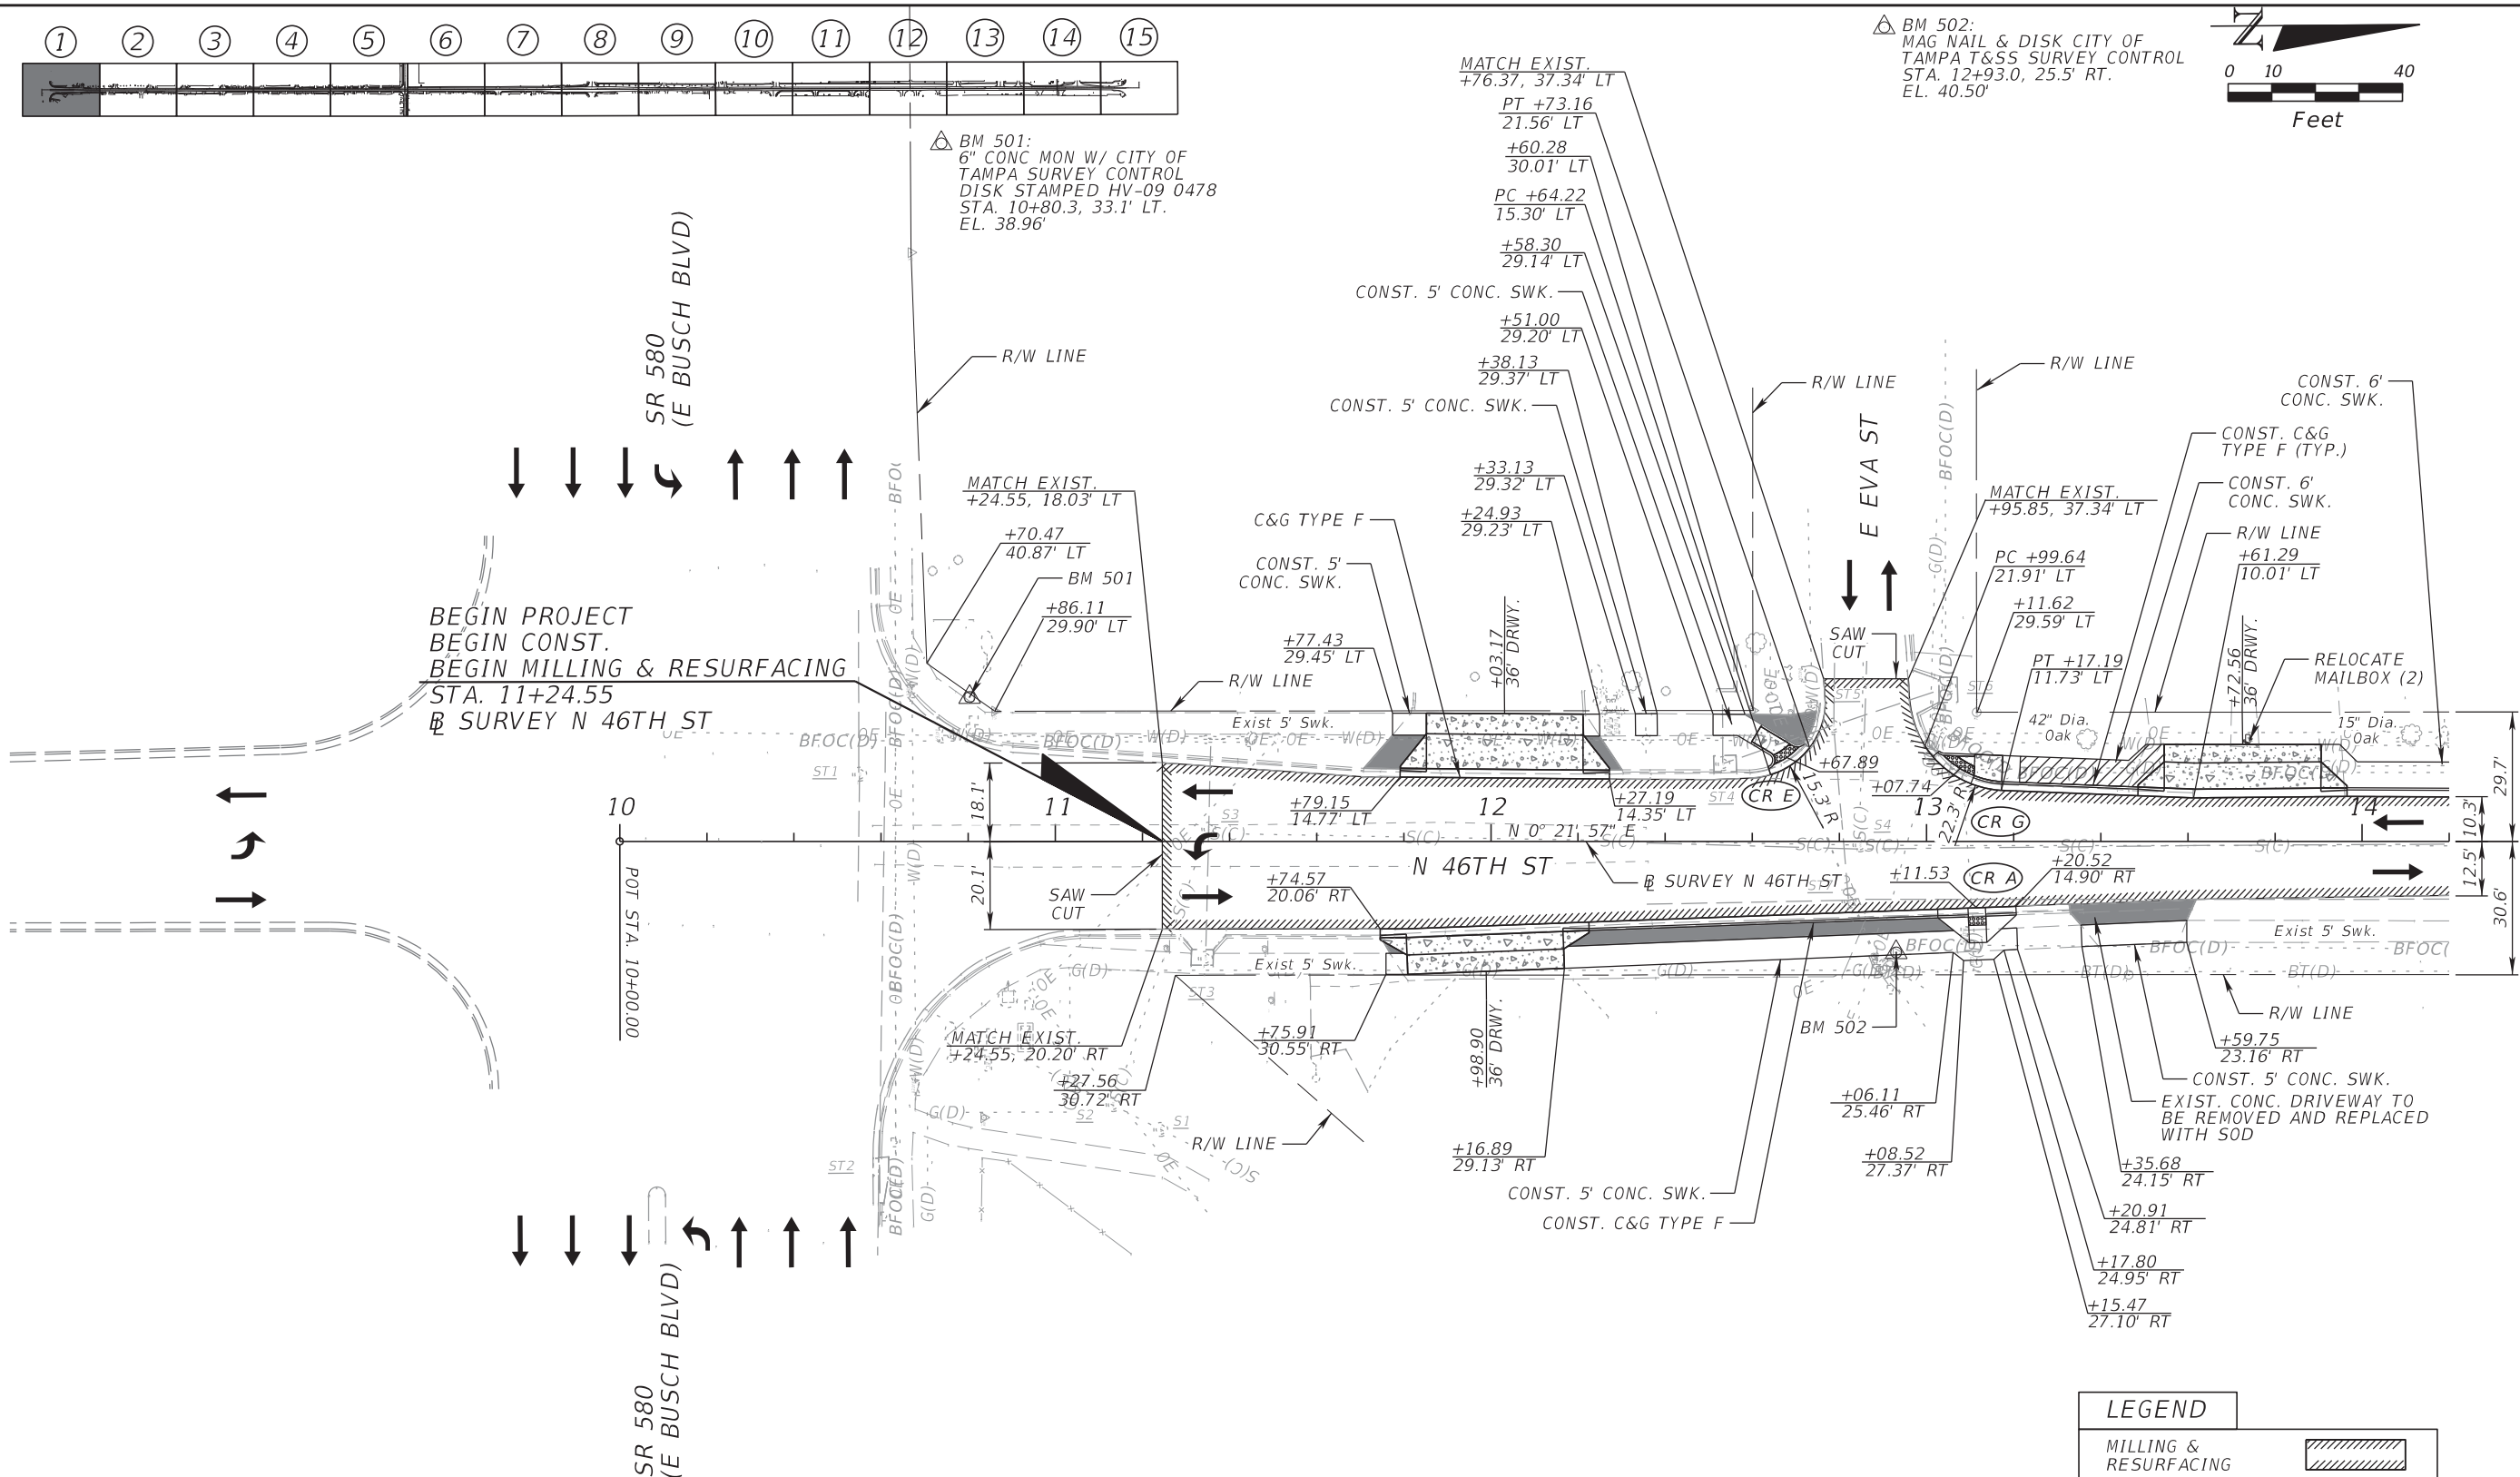 1 2 3 4 5 6 7 8 9 10 11 12 13 14 15
BM 501:
6" CONC MON W/ CITY OF
TAMPA SURVEY CONTROL
DISK STAMPED HV-09 0478
STA. 10+80.3, 33.1' LT.
EL. 38.96'
BM 502:
MAG NAIL & DISK CITY OF
TAMPA T&SS SURVEY CONTROL
STA. 12+93.0, 25.5' RT.
EL. 40.50'
N
0 10 40
Feet
SR 580
(E BUSCH BLVD)
R/W LINE
MATCH EXIST.
+76.37, 37.34' LT
PT +73.16
21.56' LT
+60.28
30.01' LT
PC +64.22
15.30' LT
+58.30
29.14' LT
CONST. 5' CONC. SWK.
+51.00
29.20' LT
+38.13
29.37' LT
CONST. 5' CONC. SWK.
+33.13
29.32' LT
+24.93
29.23' LT
C&G TYPE F
CONST. 5'
CONC. SWK.
+77.43
29.45' LT
+03.17
36' DRWY.
MATCH EXIST.
+24.55, 18.03' LT
+70.47
40.87' LT
BM 501
+86.11
29.90' LT
R/W LINE
BEGIN PROJECT
BEGIN CONST.
BEGIN MILLING & RESURFACING
STA. 11+24.55
BL SURVEY N 46TH ST
R/W LINE
E EVA ST
R/W LINE
CONST. 6'
CONC. SWK.
CONST. C&G
TYPE F (TYP.)
CONST. 6'
CONC. SWK.
MATCH EXIST.
+95.85, 37.34' LT
R/W LINE
+61.29
10.01' LT
PC +99.64
21.91' LT
+11.62
29.59' LT
SAW
CUT
PT +17.19
11.73' LT
+72.56
36' DRWY.
RELOCATE
MAILBOX (2)
42" Dia.
Oak
15" Dia.
Oak
Exist 5' Swk.
OE
W(D)
BFOC(D)
G(D)
ST1
ST4
ST5
ST6
S3
S4
S(C)
+67.89
CR E
15.3' R
+07.74
22.3' R
CR G
+79.15
14.77' LT
+27.19
14.35' LT
10
11
12
13
14
18.1'
20.1'
29.7'
10.3'
12.5'
30.6'
N 0° 21' 57" E
N 46TH ST
BL SURVEY N 46TH ST
POT STA. 10+00.00
SAW
CUT
+74.57
20.06' RT
+11.53
CR A
+20.52
14.90' RT
Exist 5' Swk.
Exist 5' Swk.
BFOC(D)
BT(D)
ST3
MATCH EXIST.
+24.55, 20.20' RT
+27.56
30.72' RT
+75.91
30.55' RT
+98.90
36' DRWY.
R/W LINE
+16.89
29.13' RT
CONST. 5' CONC. SWK.
CONST. C&G TYPE F
BM 502
+06.11
25.46' RT
+08.52
27.37' RT
R/W LINE
+59.75
23.16' RT
CONST. 5' CONC. SWK.
EXIST. CONC. DRIVEWAY TO
BE REMOVED AND REPLACED
WITH SOD
+35.68
24.15' RT
+20.91
24.81' RT
+17.80
24.95' RT
+15.47
27.10' RT
ST2
S2
S1
G(D)
S(C)
SR 580
(E BUSCH BLVD)
LEGEND
MILLING &
RESURFACING